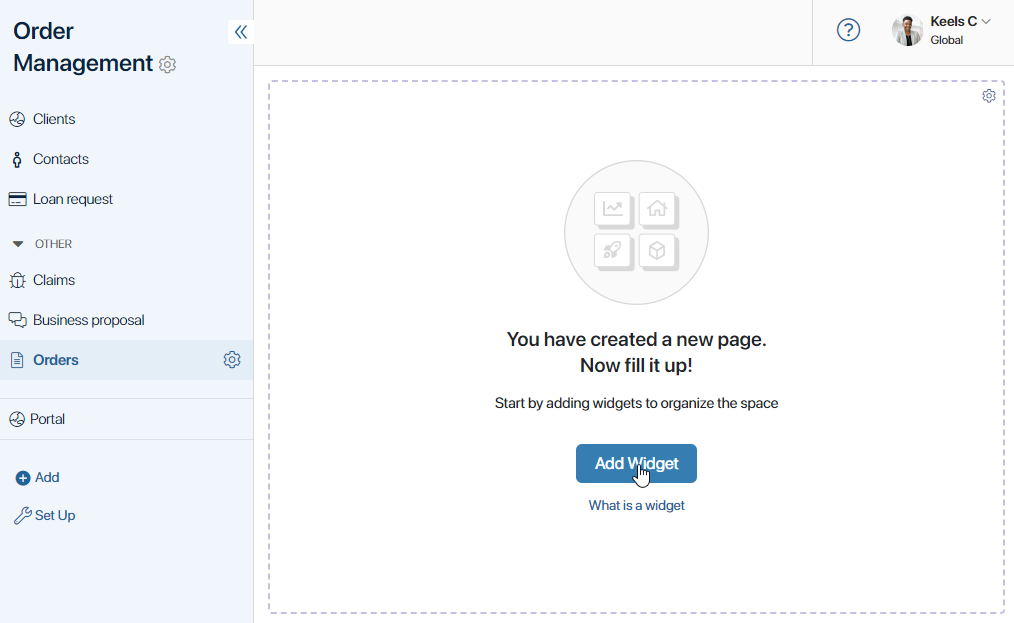 Order
Management
Clients
Contacts
Loan request
OTHER
Claims
Business proposal
Orders
Portal
Add
Set Up
?
Keels C
Global
You have created a new page.
Now fill it up!
Start by adding widgets to organize the space
Add Widget
What is a widget